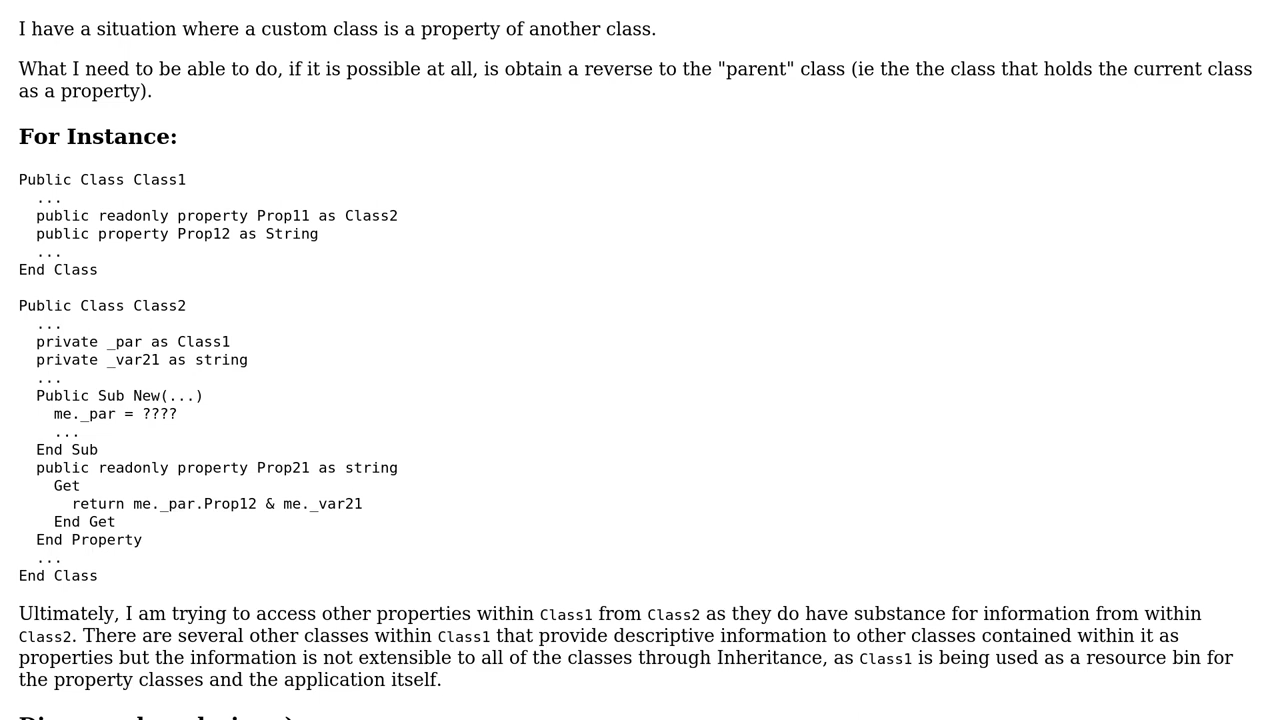 I have a situation where a custom class is a property of another class.
What I need to be able to do, if it is possible at all, is obtain a reverse to the "parent" class (ie the the class that holds the current class
as a property).
For Instance:
Public Class Class1
  ...
  public readonly property Prop11 as Class2
  public property Prop12 as String
  ...
End Class
Public Class Class2
  ...
  private _par as Class1
  private _var21 as string
  ...
  Public Sub New(...)
    me._par = ????
    ...
  End Sub
  public readonly property Prop21 as string
    Get
      return me._par.Prop12 & me._var21
    End Get
  End Property
  ...
End Class
Ultimately, I am trying to access other properties within Class1 from Class2 as they do have substance for information from within
Class2. There are several other classes within Class1 that provide descriptive information to other classes contained within it as
properties but the information is not extensible to all of the classes through Inheritance, as Class1 is being used as a resource bin for
the property classes and the application itself.